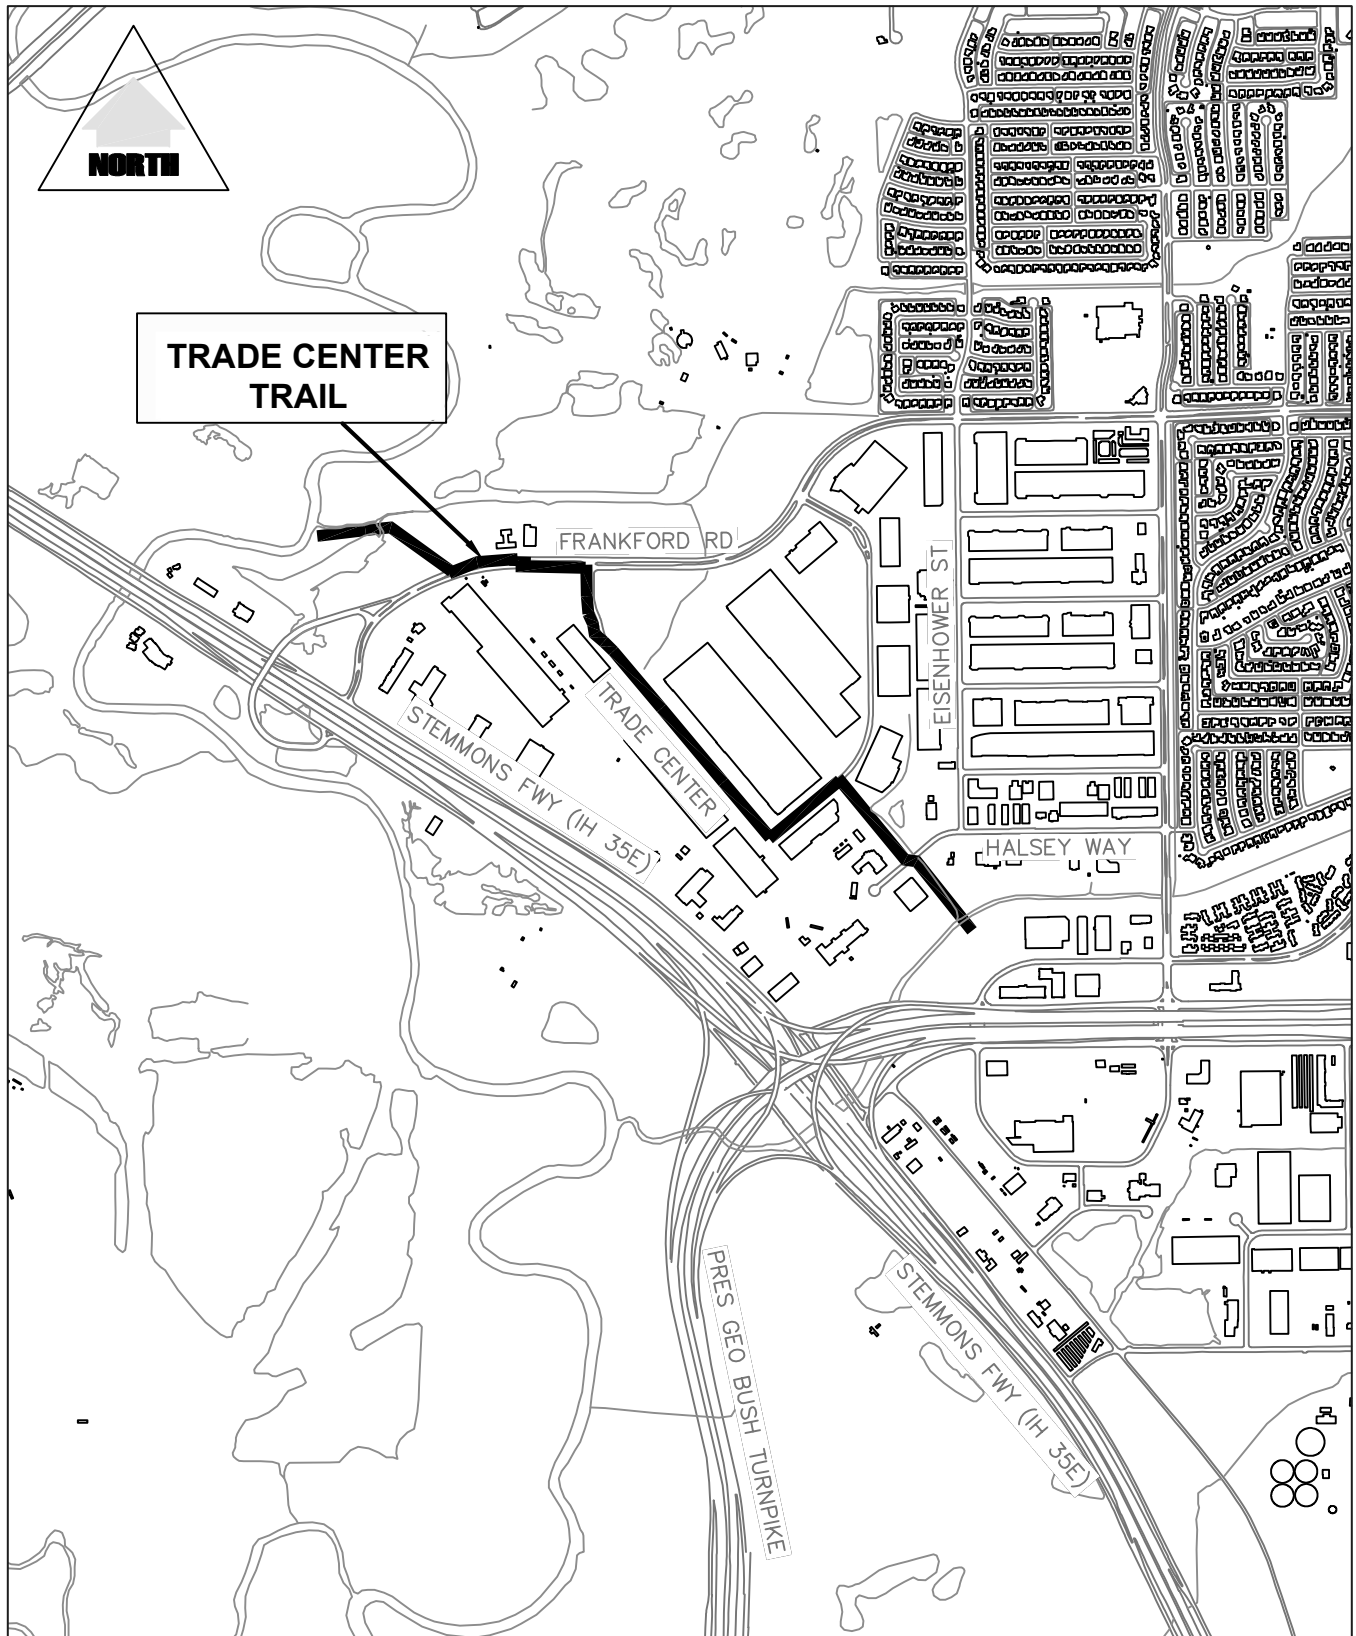 NORTH
TRADE CENTER
TRAIL
FRANKFORD RD
EISENHOWER ST
TRADE CENTER
STEMMONS FWY (IH 35E)
HALSEY WAY
PRES GEO BUSH TURNPIKE
STEMMONS FWY (IH 35E)